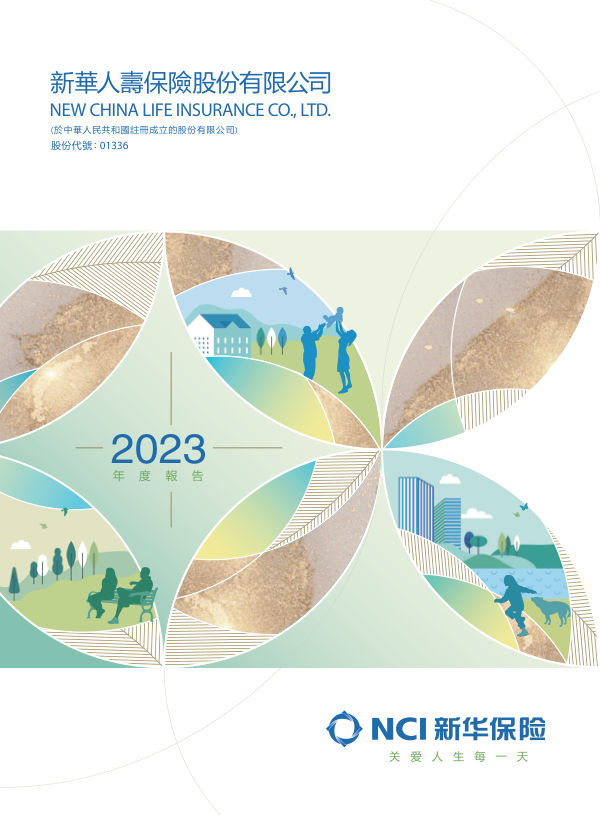 新華人壽保險股份有限公司
NEW CHINA LIFE INSURANCE CO., LTD.
(於中華人民共和國註冊成立的股份有限公司)
股份代號: 01336
2023
年度報告
NCI 新华保险
关爱人生每一天